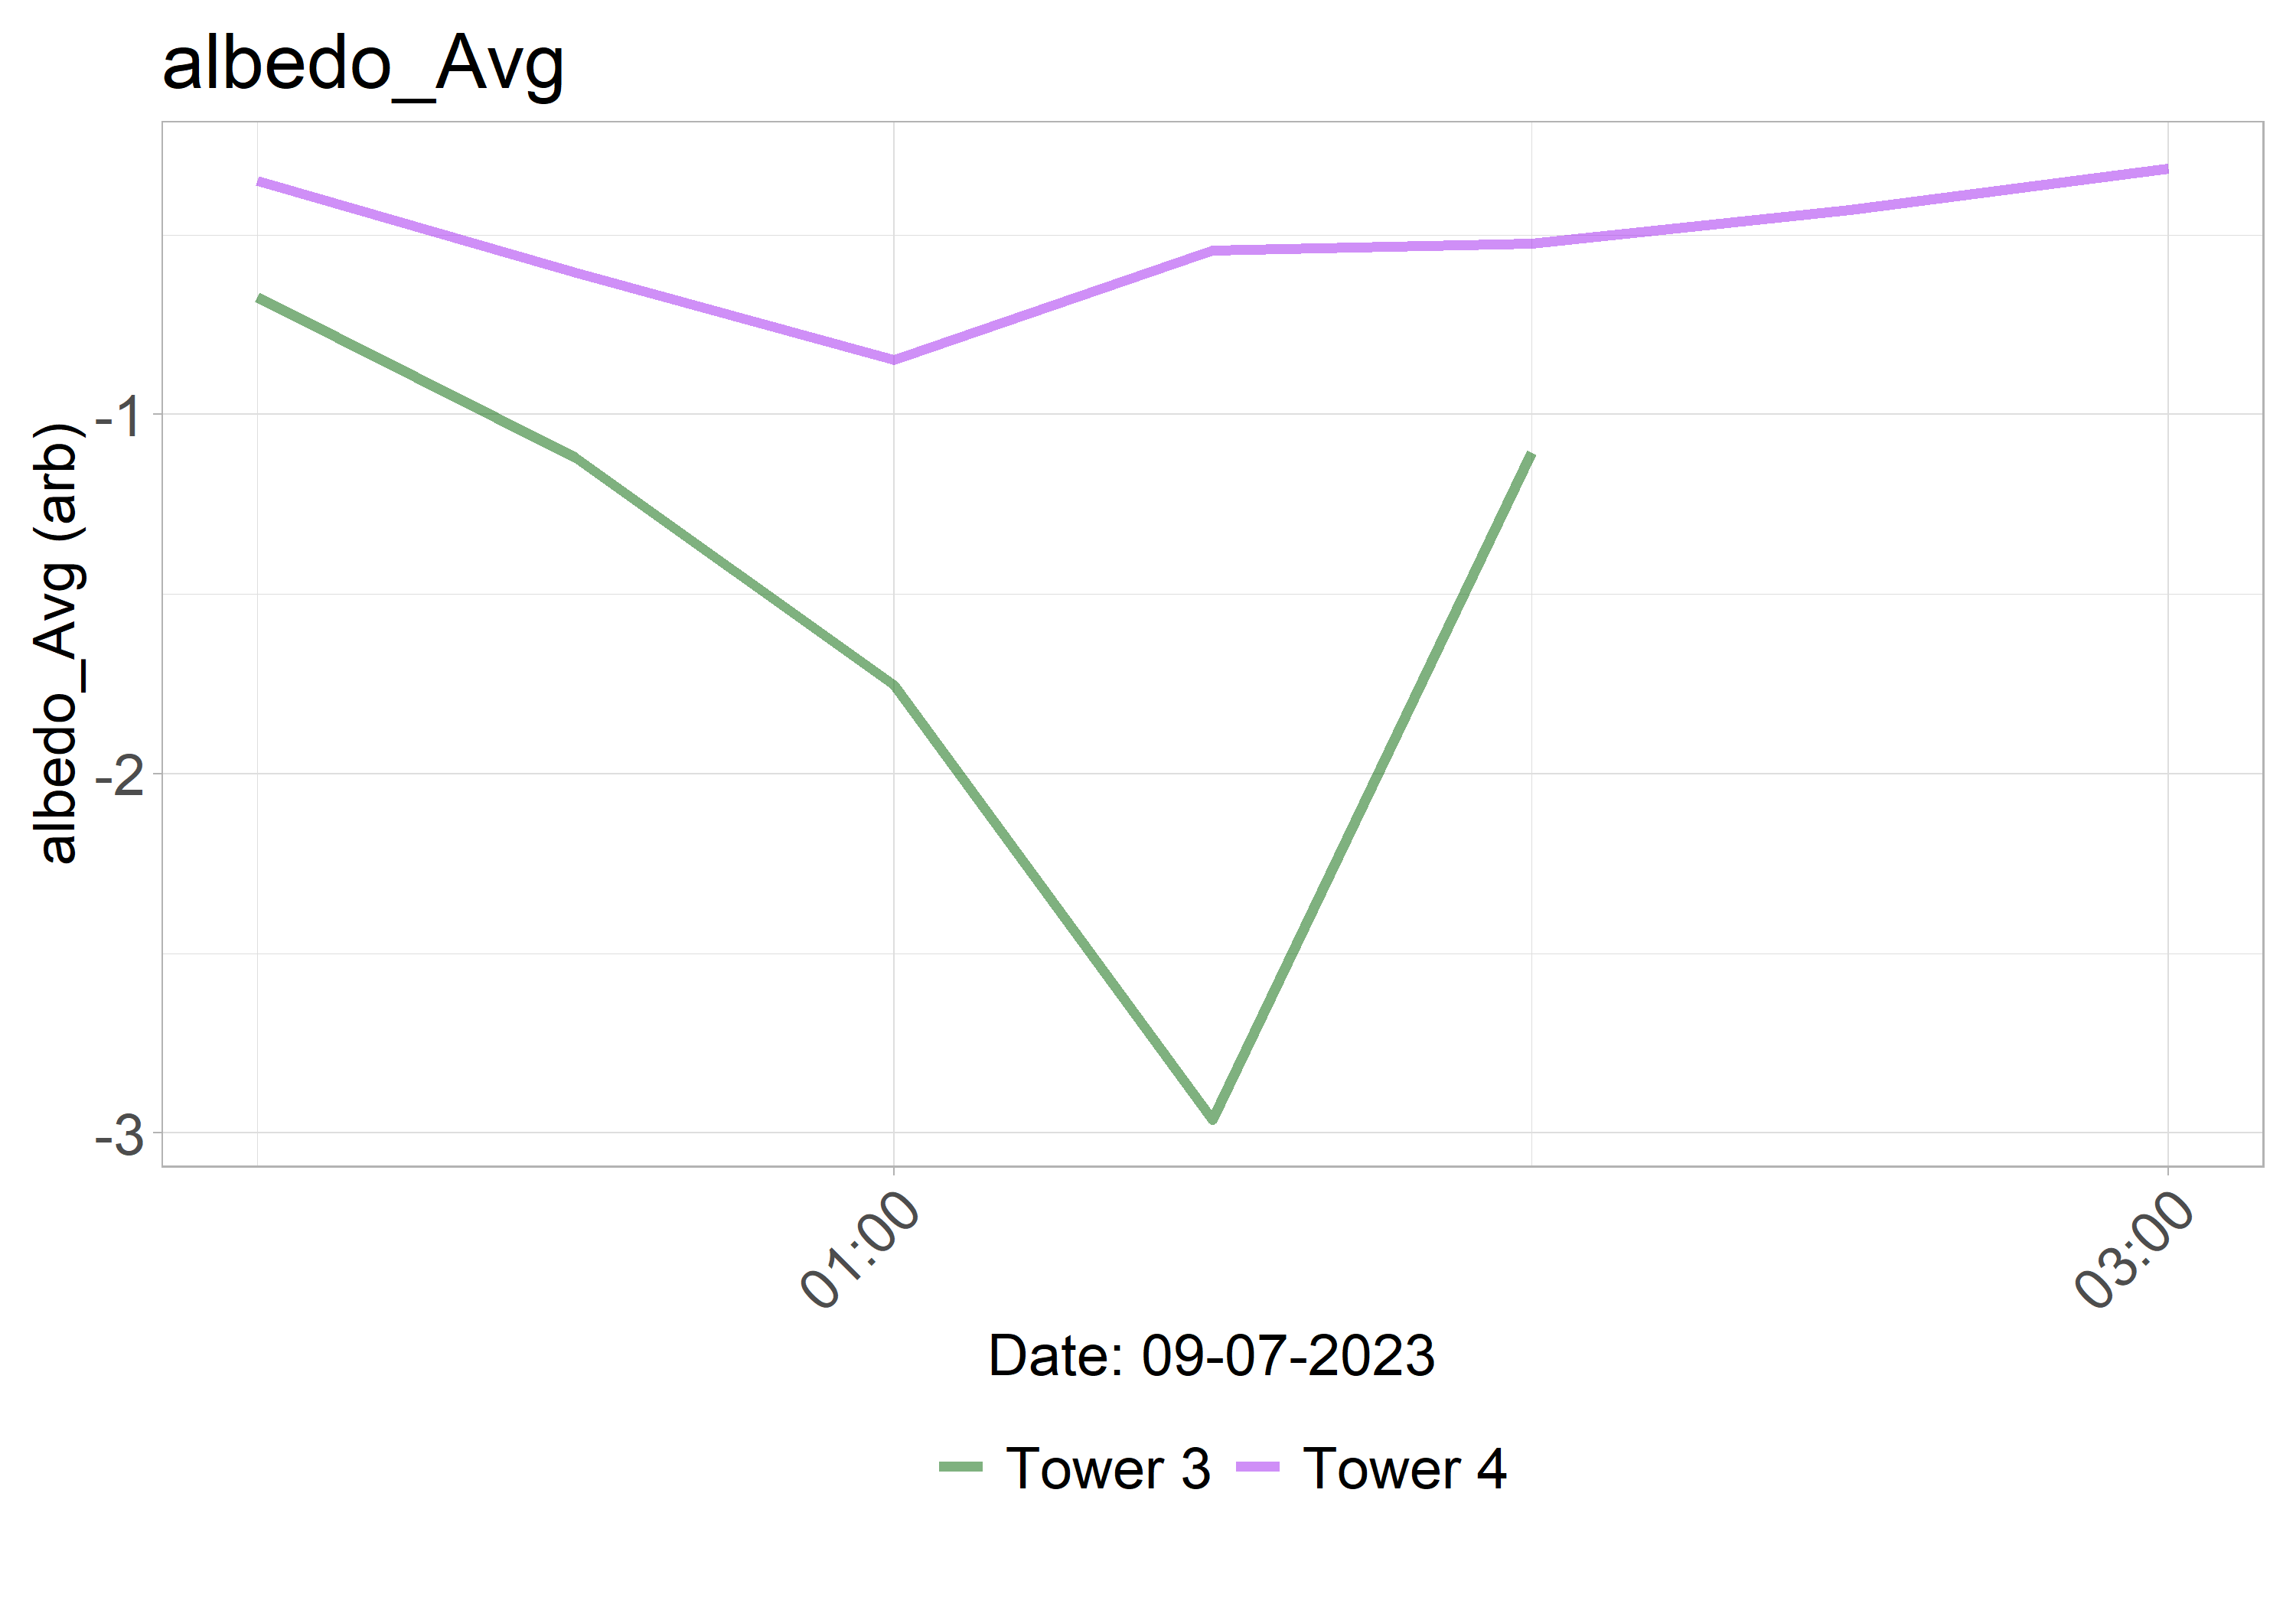 albedo_Avg
albedo_Avg (arb)
-1
-2
-3
01:00
03:00
Date: 09-07-2023
Tower 3
Tower 4